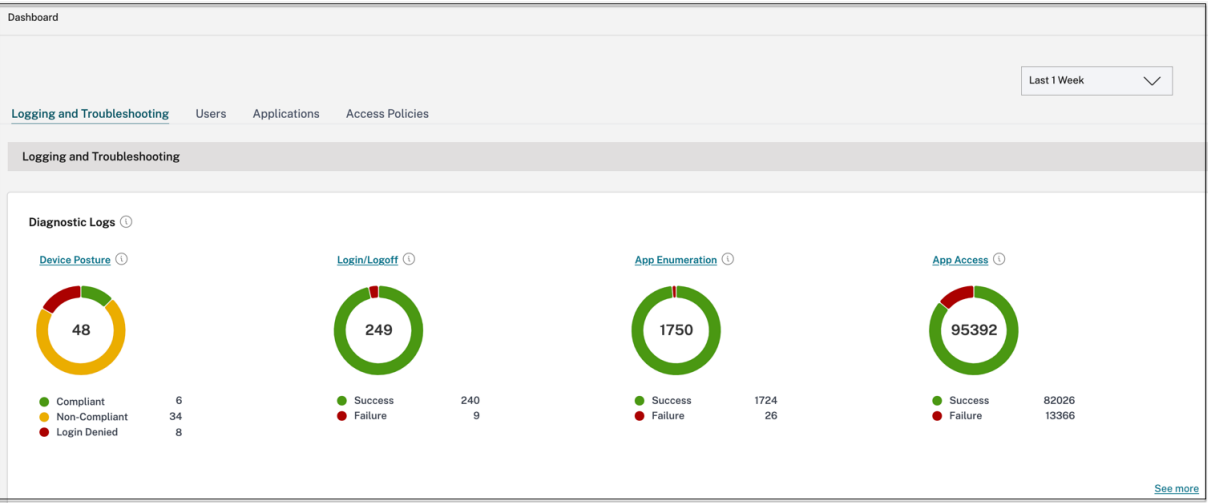 Dashboard
Last 1 Week
Logging and Troubleshooting Users Applications Access Policies
Logging and Troubleshooting
Diagnostic Logs
Device Posture Login/Logoff App Enumeration App Access
48 249 1750 95392
Compliant 6 Success 240 Success 1724 Success 82026
Non-Compliant 34 Failure 9 Failure 26 Failure 13366
Login Denied 8
See more